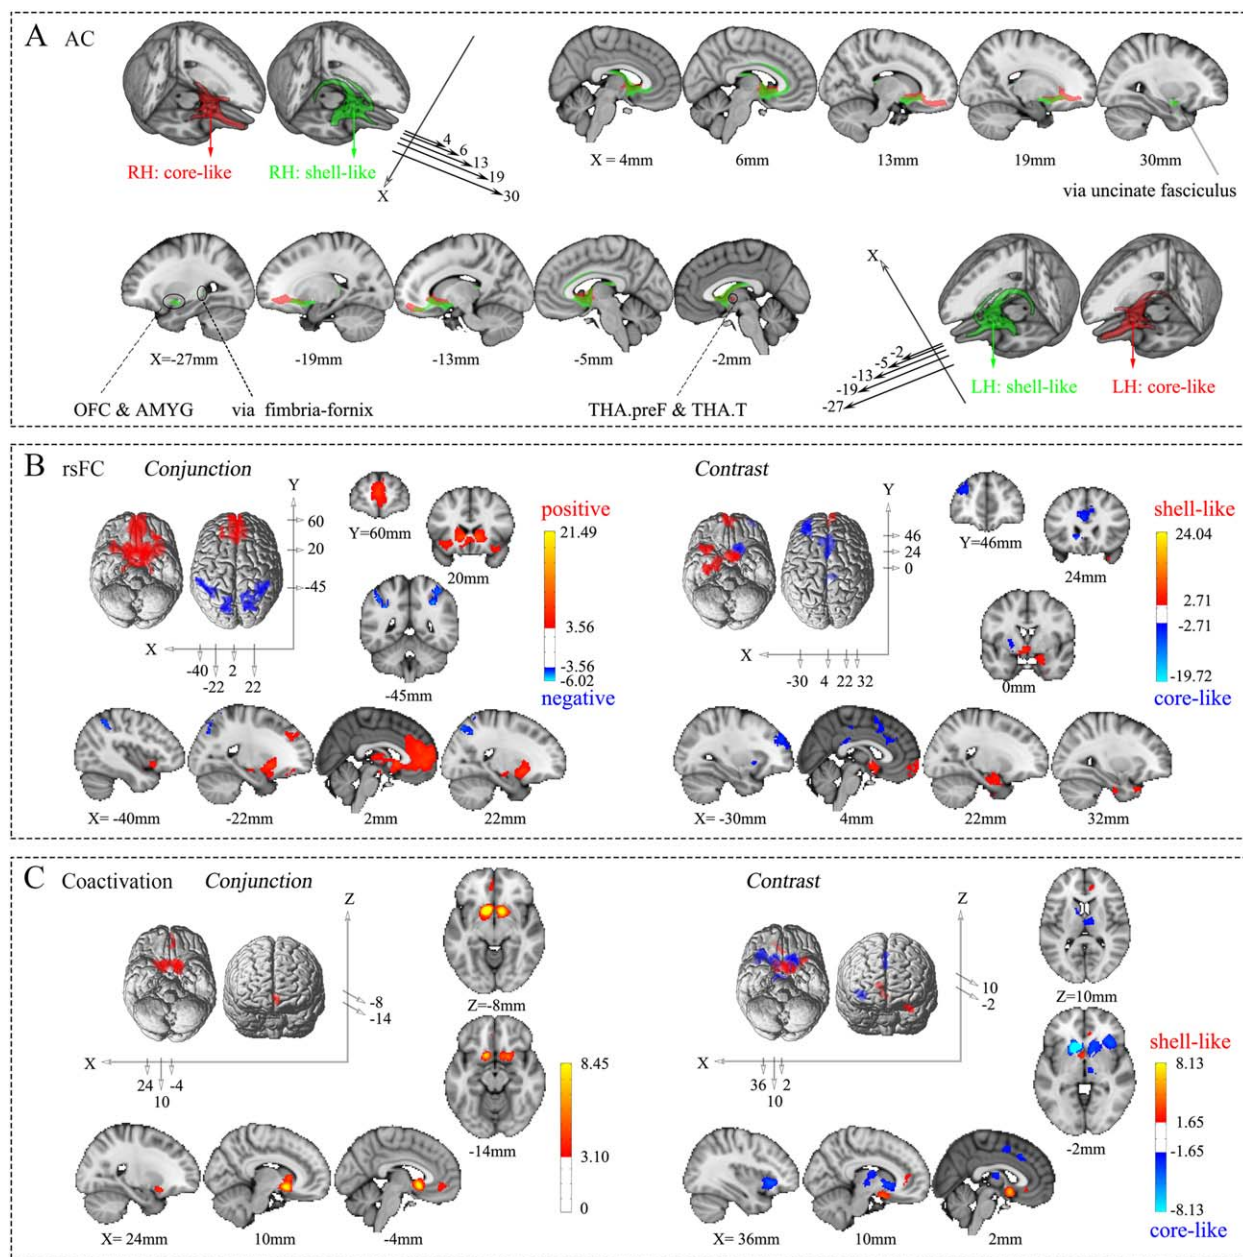 A AC
RH: core-like
RH: shell-like
X
4
6
13
19
30
X = 4mm
6mm
13mm
19mm
30mm
via uncinate fasciculus
X=-27mm
-19mm
-13mm
-5mm
-2mm
OFC & AMYG
via fimbria-fornix
THA.preF & THA.T
X
-2
-5
-13
-19
-27
LH: shell-like
LH: core-like
B rsFC Conjunction
Y
60
20
-45
X
-40
-22
2
22
Y=60mm
20mm
-45mm
positive
21.49
3.56
-3.56
-6.02
negative
X= -40mm
-22mm
2mm
22mm
Contrast
Y
46
24
0
X
-30
4
22
32
Y=46mm
24mm
0mm
shell-like
24.04
2.71
-2.71
-19.72
core-like
X= -30mm
4mm
22mm
32mm
C Coactivation Conjunction
Z
-8
-14
X
24
10
-4
Z=-8mm
-14mm
8.45
3.10
0
X= 24mm
10mm
-4mm
Contrast
Z
10
-2
X
36
10
2
Z=10mm
-2mm
shell-like
8.13
1.65
-1.65
-8.13
core-like
X= 36mm
10mm
2mm